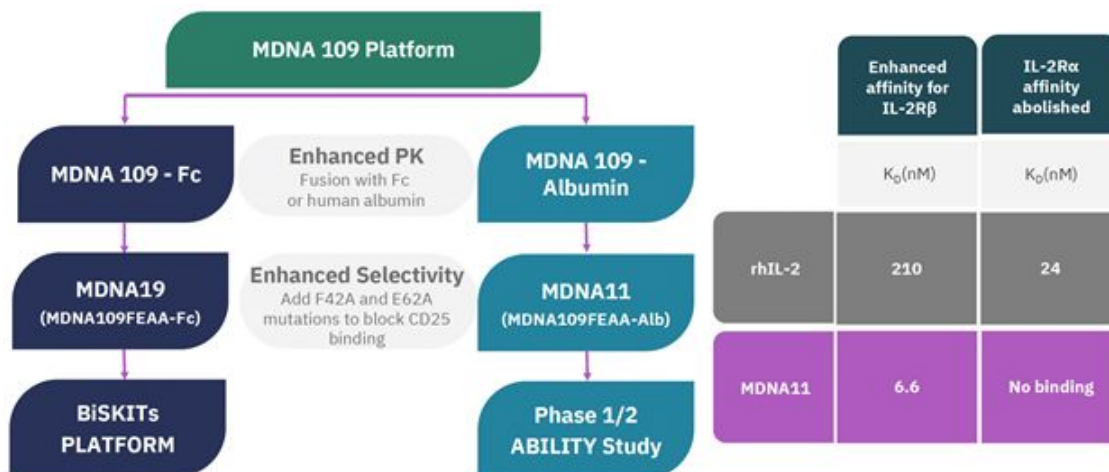 MDNA 109 Platform
MDNA 109 - Fc
Enhanced PK
Fusion with Fc
or human albumin
MDNA 109 -
Albumin
MDNA19
(MDNA109FEAA-Fc)
Enhanced Selectivity
Add F42A and E62A
mutations to block CD25
binding
MDNA11
(MDNA109FEAA-Alb)
BiSKITs
PLATFORM
Phase 1/2
ABILITY Study
Enhanced
affinity for
IL-2Rβ
IL-2Rα
affinity
abolished
K_D(nM)
K_D(nM)
rhIL-2
210
24
MDNA11
6.6
No binding